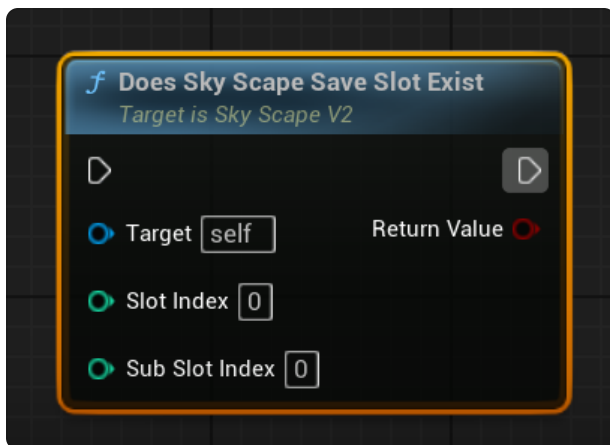 f Does Sky Scape Save Slot Exist
Target is Sky Scape V2
Target self
Return Value
Slot Index 0
Sub Slot Index 0